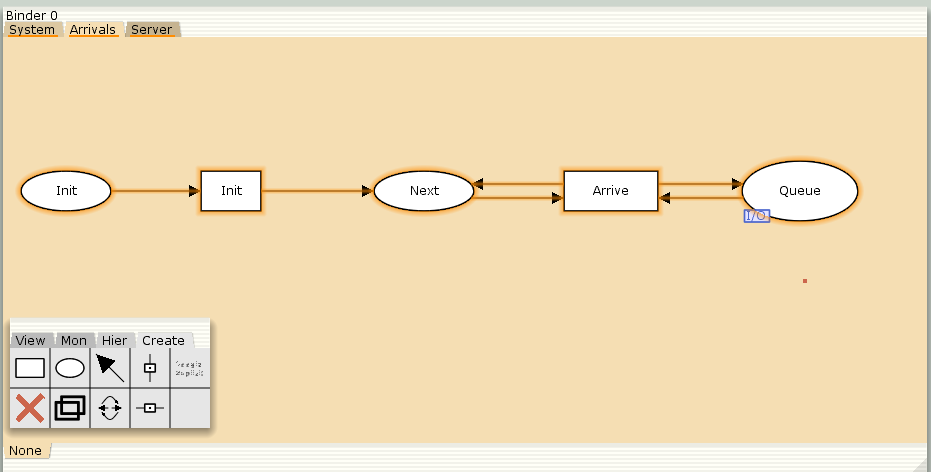 Binder 0
System Arrivals Server
Init Init Next Arrive Queue
I/O
View Mon Hier Create
None